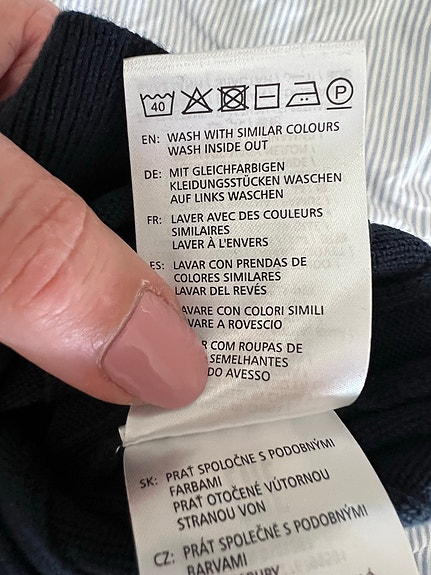 40 P
EN: WASH WITH SIMILAR COLOURS
WASH INSIDE OUT
DE: MIT GLEICHFARBIGEN
KLEIDUNGSSTÜCKEN WASCHEN
AUF LINKS WASCHEN
FR: LAVER AVEC DES COULEURS
SIMILAIRES
LAVER À L'ENVERS
ES: LAVAR CON PRENDAS DE
COLORES SIMILARES
LAVAR DEL REVÉS
AVARE CON COLORI SIMILI
VARE A ROVESCIO
R COM ROUPAS DE
SEMELHANTES
DO AVESSO
SK: PRAŤ SPOLOČNE S PODOBNÝMI
FARBAMI
PRAŤ OTOČENÉ VÚTORNOU
STRANOU VON
CZ: PRÁT SPOLEČNĚ S PODOBNÝMI
BARVAMI